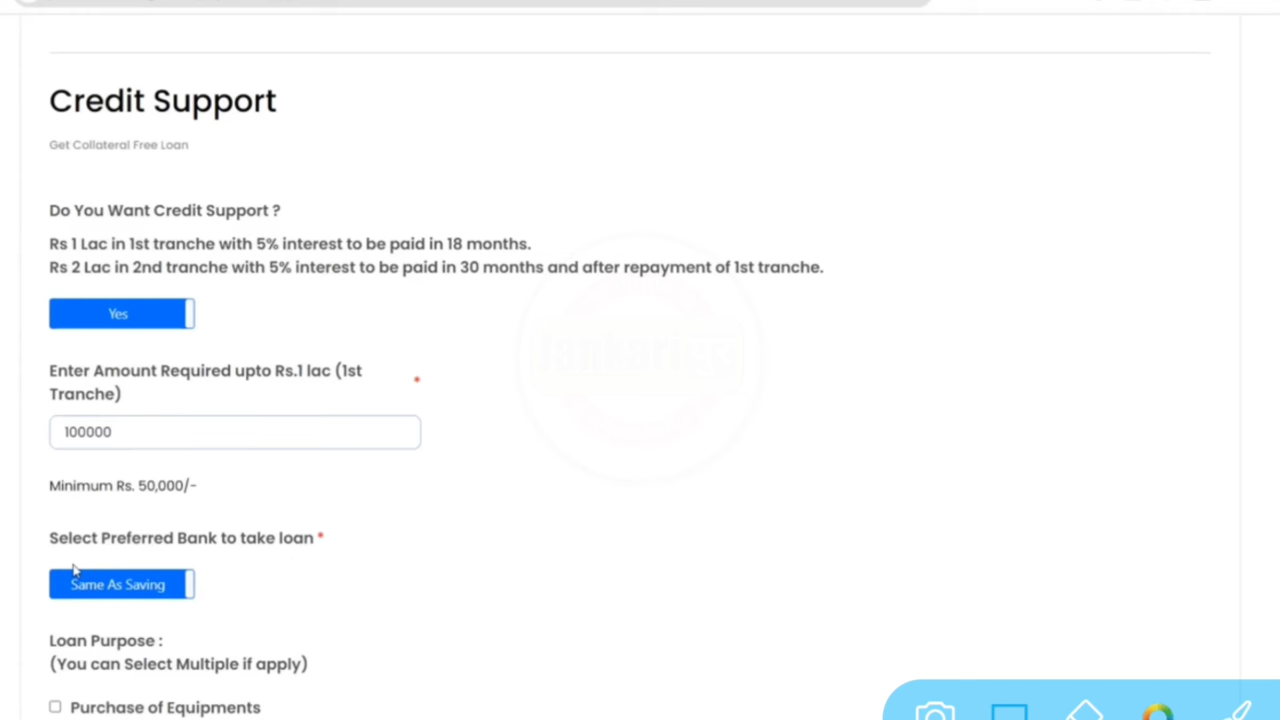 Credit Support
Get Collateral Free Loan
Do You Want Credit Support ?
Rs 1 Lac in 1st tranche with 5% interest to be paid in 18 months.
Rs 2 Lac in 2nd tranche with 5% interest to be paid in 30 months and after repayment of 1st tranche.
Yes
Enter Amount Required upto Rs.1 lac (1st
Tranche) *
100000
Minimum Rs. 50,000/-
Select Preferred Bank to take loan *
Same As Saving
Loan Purpose :
(You can Select Multiple if apply)
Purchase of Equipments